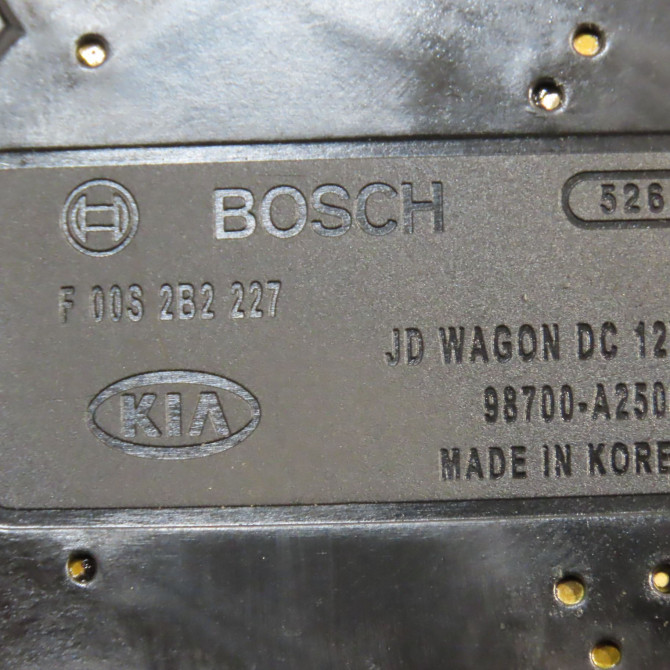 BOSCH 526
F 00S 2B2 227
JD WAGON DC 12
98700-A250
KIA
MADE IN KORE